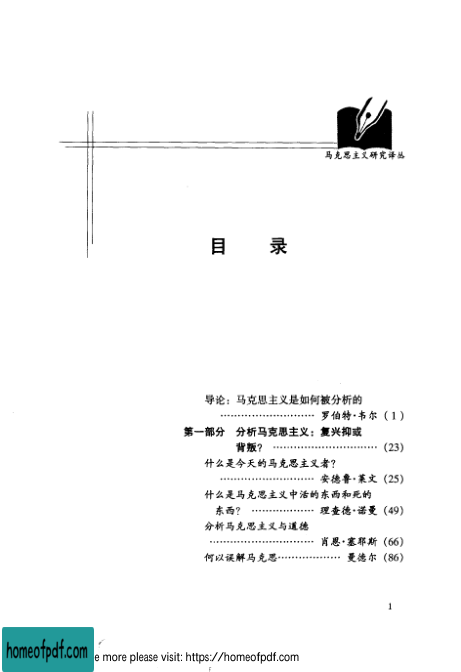 马克思主义研究译丛
目 录
导论：马克思主义是如何被分析的
………………………… 罗伯特·韦尔（1）
第一部分 分析马克思主义：复兴抑或
背叛？ ………………………… （23）
什么是今天的马克思主义者？
………………………… 安德鲁·莱文（25）
什么是马克思主义中活的东西和死的
东西？ ……………… 理查德·诺曼（49）
分析马克思主义与道德
………………………… 肖恩·塞耶斯（66）
何以误解马克思……………… 曼德尔（86）
1
homeofpdf.com
e more please visit: https://homeofpdf.com